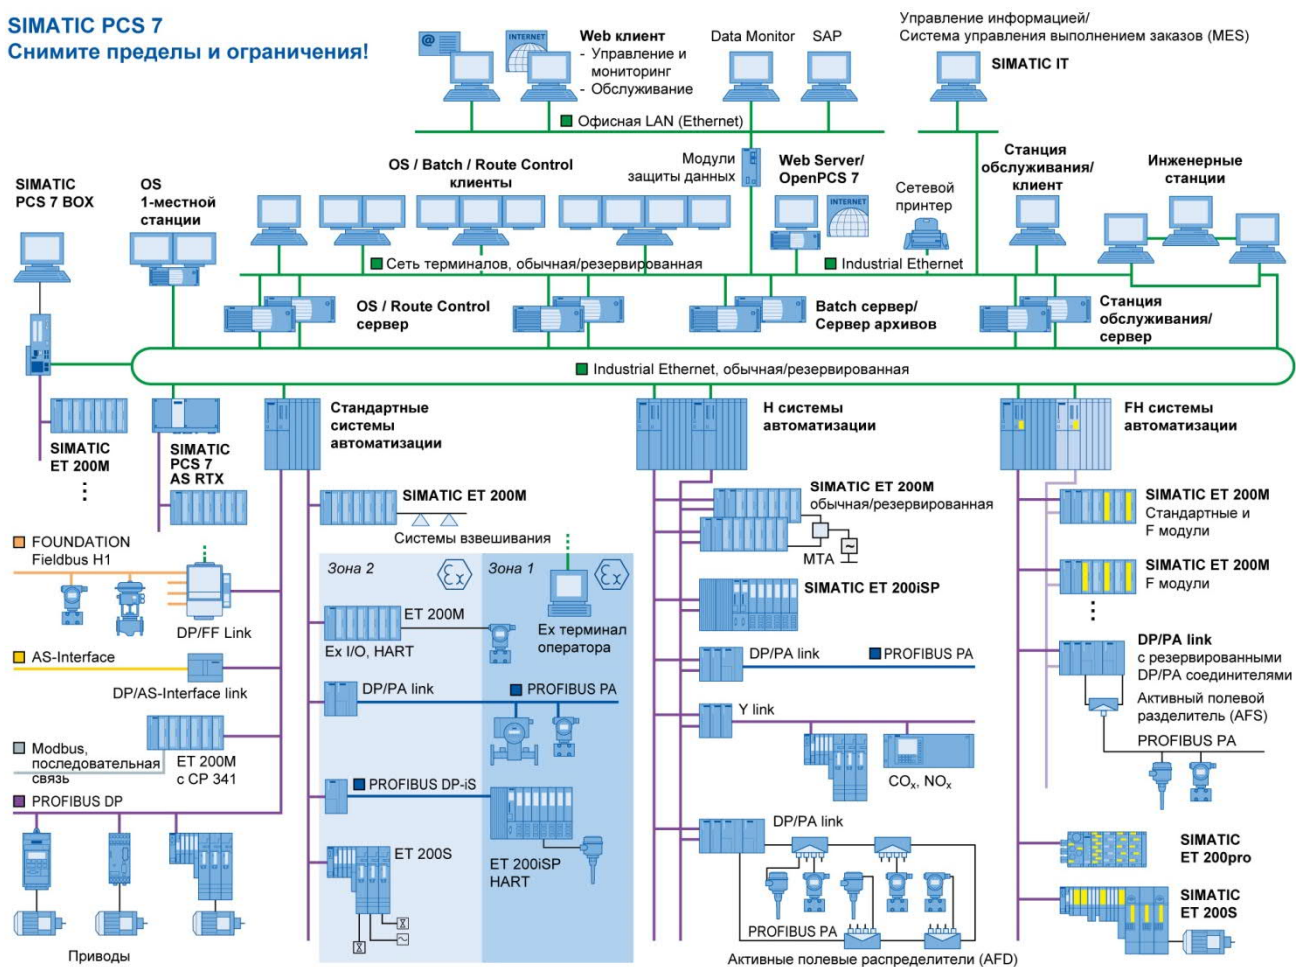 SIMATIC PCS 7
Снимите пределы и ограничения!
@
INTERNET
Web клиент
- Управление и
мониторинг
- Обслуживание
Data Monitor
SAP
Управление информацией/
Система управления выполнением заказов (MES)
SIMATIC IT
Офисная LAN (Ethernet)
SIMATIC
PCS 7 BOX
OS
1-местной
станции
OS / Batch / Route Control
клиенты
Модули
защиты данных
Web Server/
OpenPCS 7
INTERNET
Сетевой
принтер
Станция
обслуживания/
клиент
Инженерные
станции
Сеть терминалов, обычная/резервированная
Industrial Ethernet
OS / Route Control
сервер
Batch сервер/
Сервер архивов
Станция
обслуживания/
сервер
Industrial Ethernet, обычная/резервированная
SIMATIC
ET 200M
SIMATIC
PCS 7
AS RTX
Стандартные
системы
автоматизации
H системы
автоматизации
FH системы
автоматизации
SIMATIC ET 200M
Системы взвешивания
SIMATIC ET 200M
обычная/резервированная
MTA
SIMATIC ET 200M
Стандартные и
F модули
SIMATIC ET 200M
F модули
FOUNDATION
Fieldbus H1
DP/FF Link
Зона 2
Ex
Зона 1
Ex
ET 200M
Ex I/O, HART
Ex терминал
оператора
SIMATIC ET 200iSP
AS-Interface
DP/AS-Interface link
DP/PA link
PROFIBUS PA
DP/PA link
PROFIBUS PA
DP/PA link
с резервированными
DP/PA соединителями
Активный полевой
разделитель (AFS)
PROFIBUS PA
Modbus,
последовательная
связь
ET 200M
с CP 341
Y link
COx, NOx
PROFIBUS DP
PROFIBUS DP-iS
ET 200iSP
HART
ET 200S
DP/PA link
PROFIBUS PA
Активные полевые распределители (AFD)
SIMATIC
ET 200pro
SIMATIC
ET 200S
Приводы